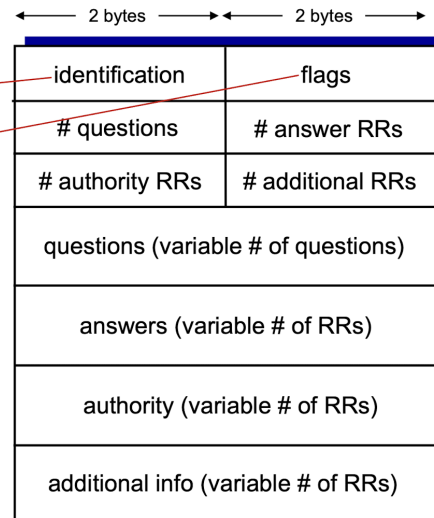 2 bytes 2 bytes
identification flags
# questions # answer RRs
# authority RRs # additional RRs
questions (variable # of questions)
answers (variable # of RRs)
authority (variable # of RRs)
additional info (variable # of RRs)